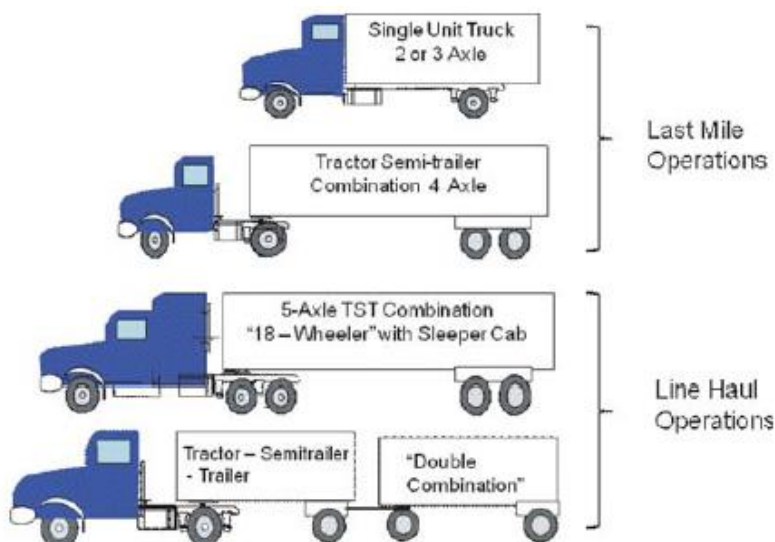 Single Unit Truck
2 or 3 Axle
Last Mile
Operations
Tractor Semi-trailer
Combination 4 Axle
5-Axle TST Combination
“18 – Wheeler” with Sleeper Cab
Line Haul
Operations
Tractor – Semitrailer
- Trailer
“Double
Combination”